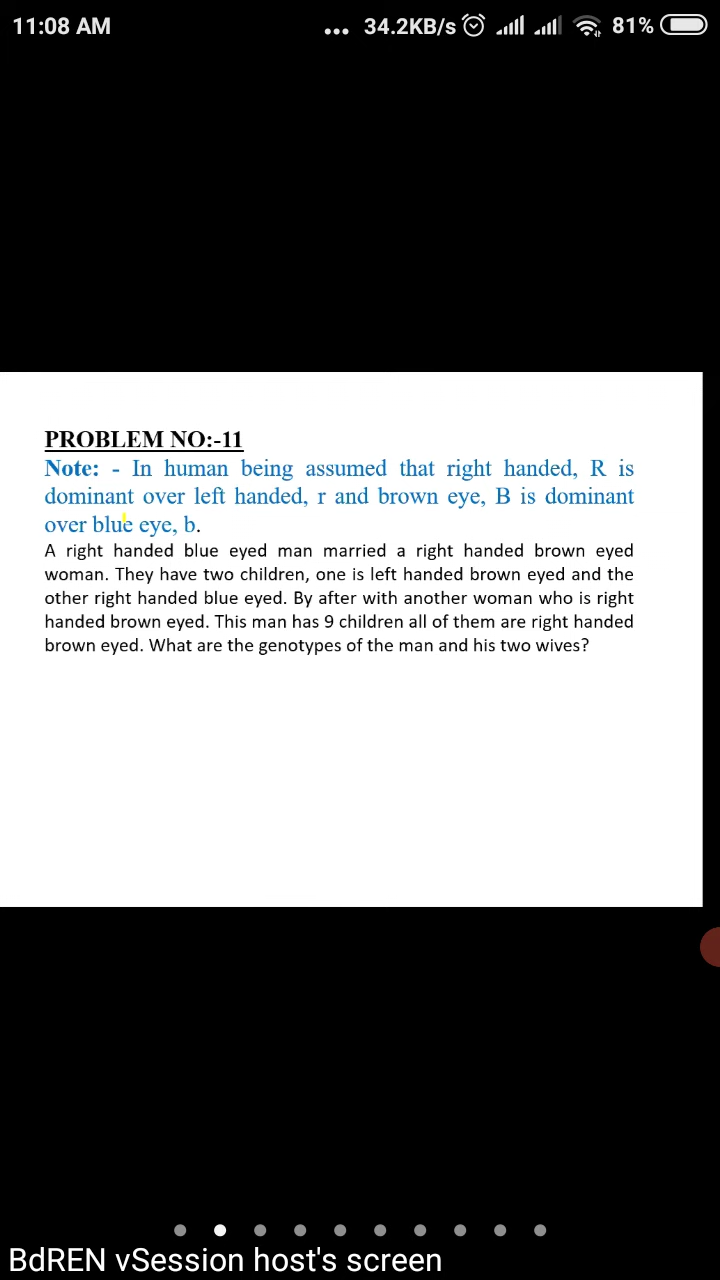 11:08 AM ... 34.2KB/s 81%
PROBLEM NO:-11
Note: - In human being assumed that right handed, R is
dominant over left handed, r and brown eye, B is dominant
over blue eye, b.
A right handed blue eyed man married a right handed brown eyed
woman. They have two children, one is left handed brown eyed and the
other right handed blue eyed. By after with another woman who is right
handed brown eyed. This man has 9 children all of them are right handed
brown eyed. What are the genotypes of the man and his two wives?
BdREN vSession host's screen